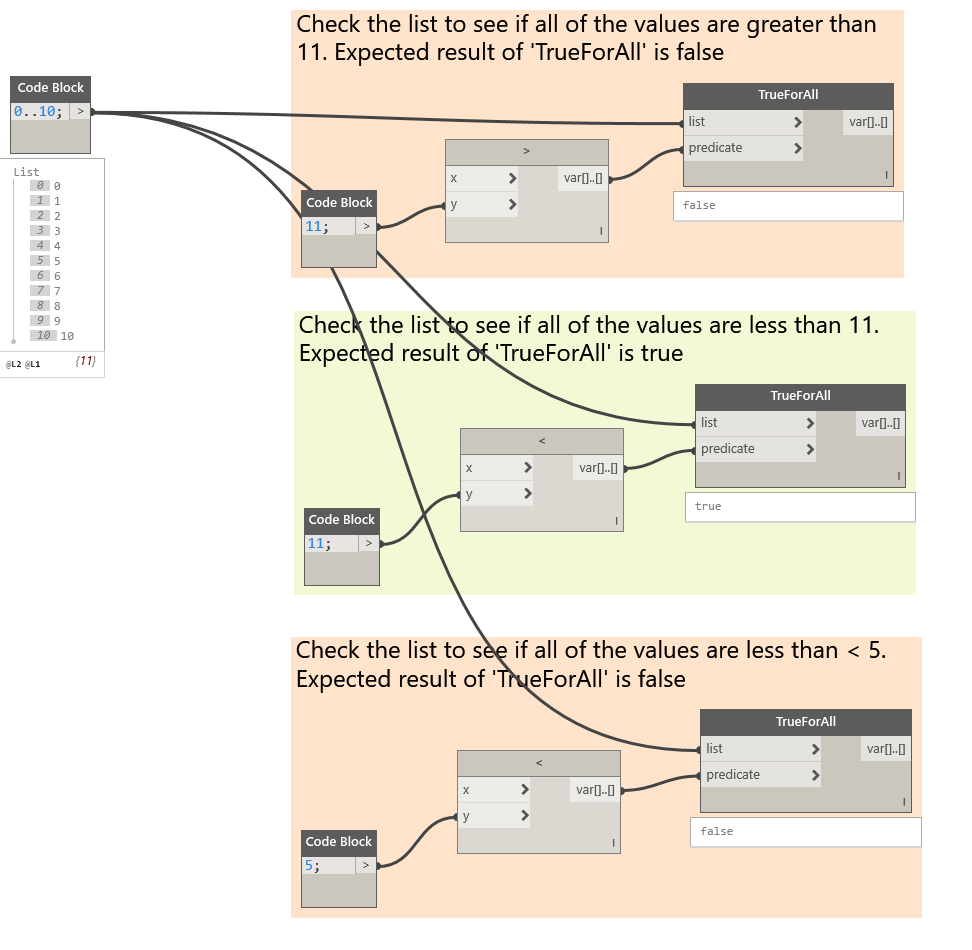 Check the list to see if all of the values are greater than
11. Expected result of 'TrueForAll' is false
Code Block
0..10; >
List
0 0
1 1
2 2
3 3
4 4
5 5
6 6
7 7
8 8
9 9
10 10
@L2 @L1 {11}
TrueForAll
list > var[]..[]
predicate >
l
false
>
x > var[]..[]
y >
l
Code Block
11; >
Check the list to see if all of the values are less than 11.
Expected result of 'TrueForAll' is true
TrueForAll
list > var[]..[]
predicate >
l
true
<
x > var[]..[]
y >
l
Code Block
11; >
Check the list to see if all of the values are less than < 5.
Expected result of 'TrueForAll' is false
TrueForAll
list > var[]..[]
predicate >
l
false
<
x > var[]..[]
y >
l
Code Block
5; >